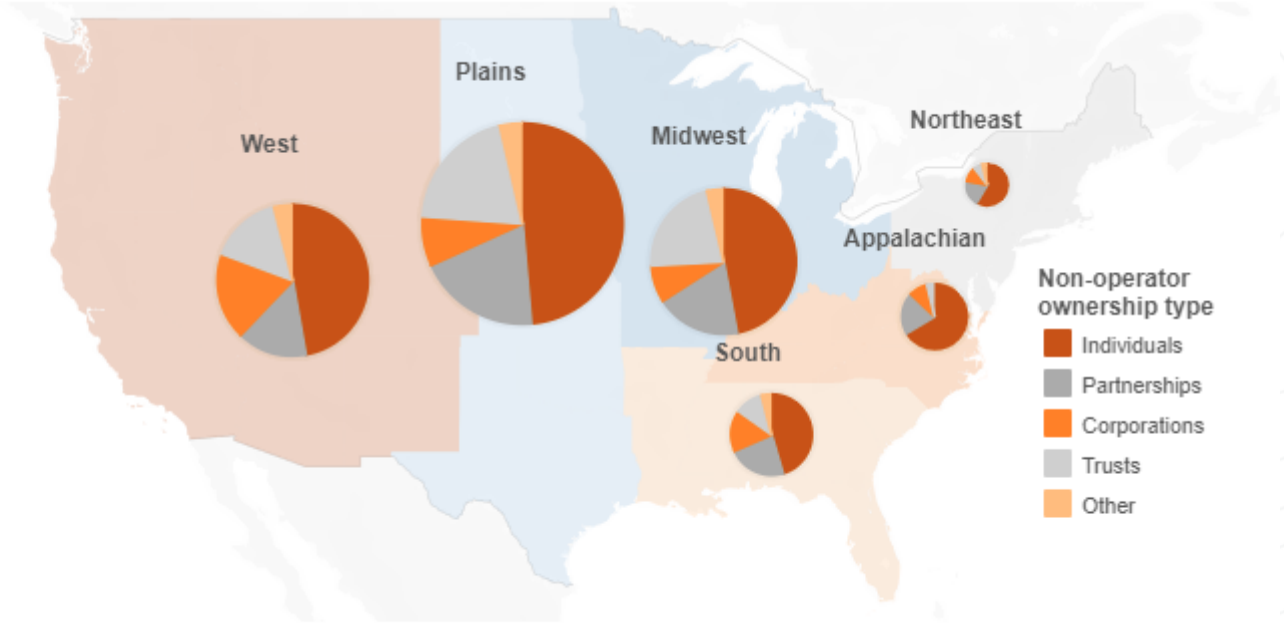 Plains
West
Midwest
Northeast
Appalachian
South
Non-operator
ownership type
Individuals
Partnerships
Corporations
Trusts
Other